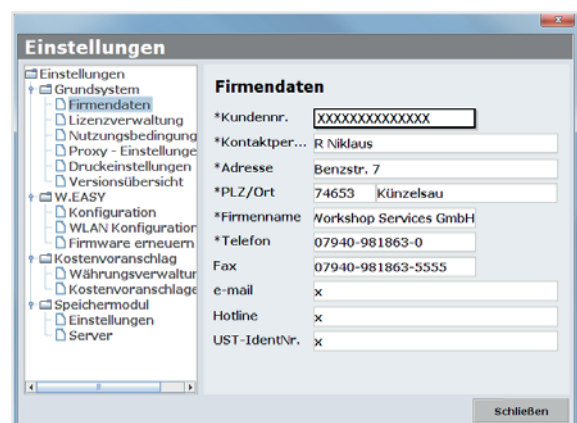 Einstellungen
Einstellungen
Grundsystem
Firmendaten
Lizenzverwaltung
Nutzungsbedingung
Proxy - Einstellunge
Druckeinstellungen
Versionsübersicht
W.EASY
Konfiguration
WLAN Konfiguration
Firmware erneuern
Kostenvoranschlag
Währungsverwaltur
Kostenvoranschlage
Speichermodul
Einstellungen
Server
Firmendaten
*Kundennr. XXXXXXXXXXXXXX
*Kontaktper... R Niklaus
*Adresse Benzstr. 7
*PLZ/Ort 74653 Künzelsau
*Firmenname Workshop Services GmbH
*Telefon 07940-981863-0
Fax 07940-981863-5555
e-mail x
Hotline x
UST-IdentNr. x
Schließen